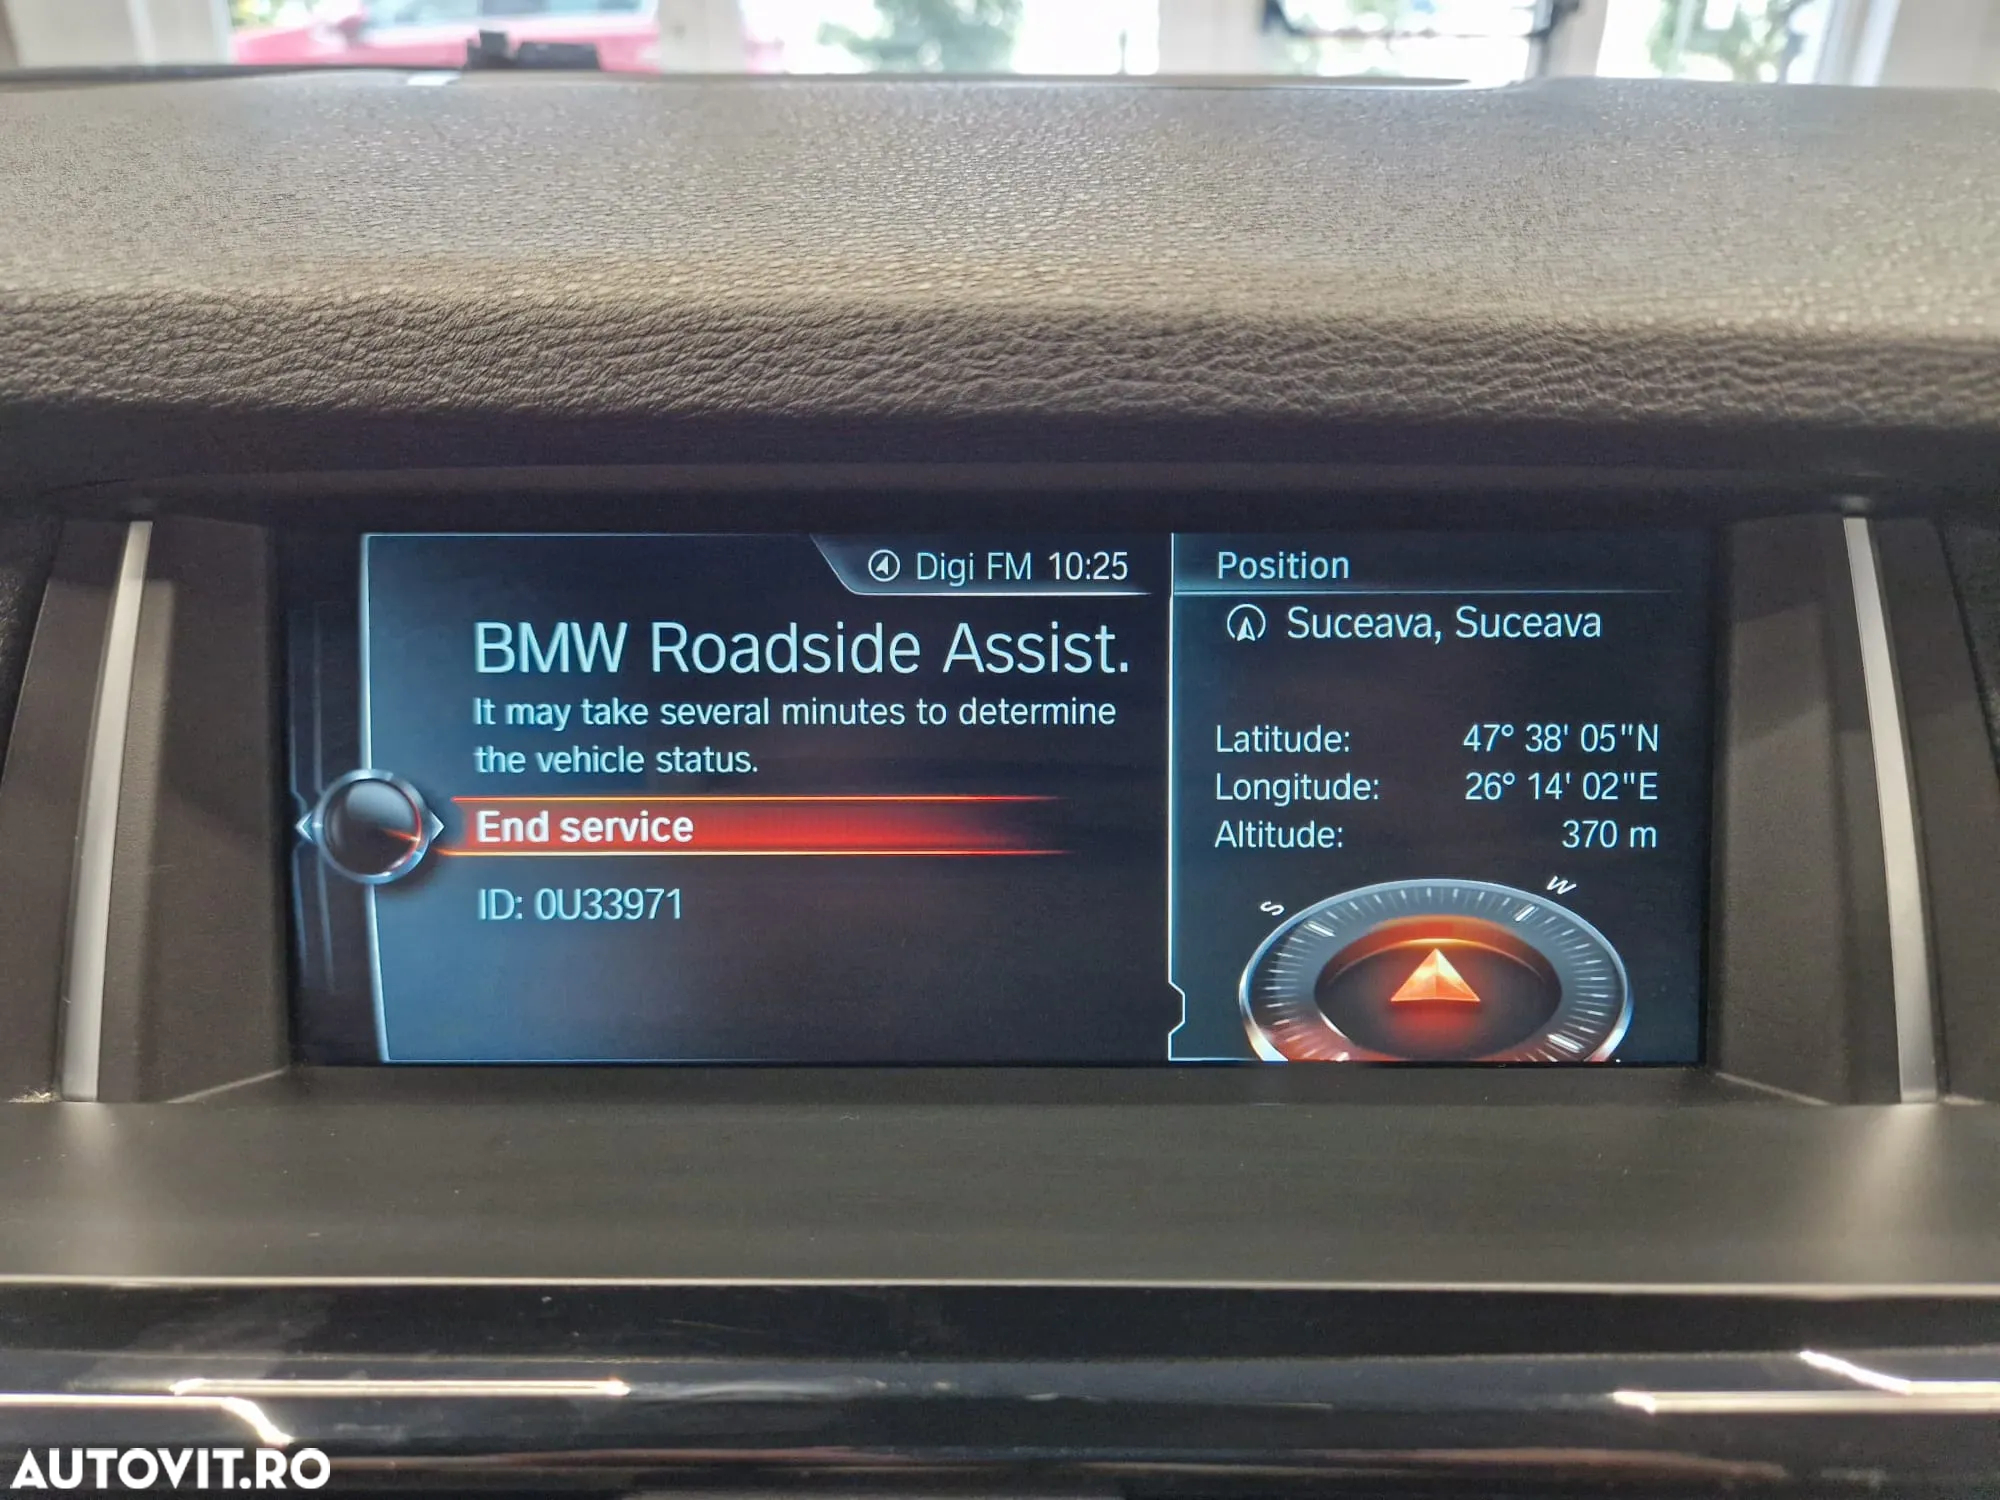 Digi FM 10:25
BMW Roadside Assist.
It may take several minutes to determine
the vehicle status.
End service
ID: 0U33971
Position
Suceava, Suceava
Latitude: 47° 38' 05"N
Longitude: 26° 14' 02"E
Altitude: 370 m
S W
AUTOVIT.RO